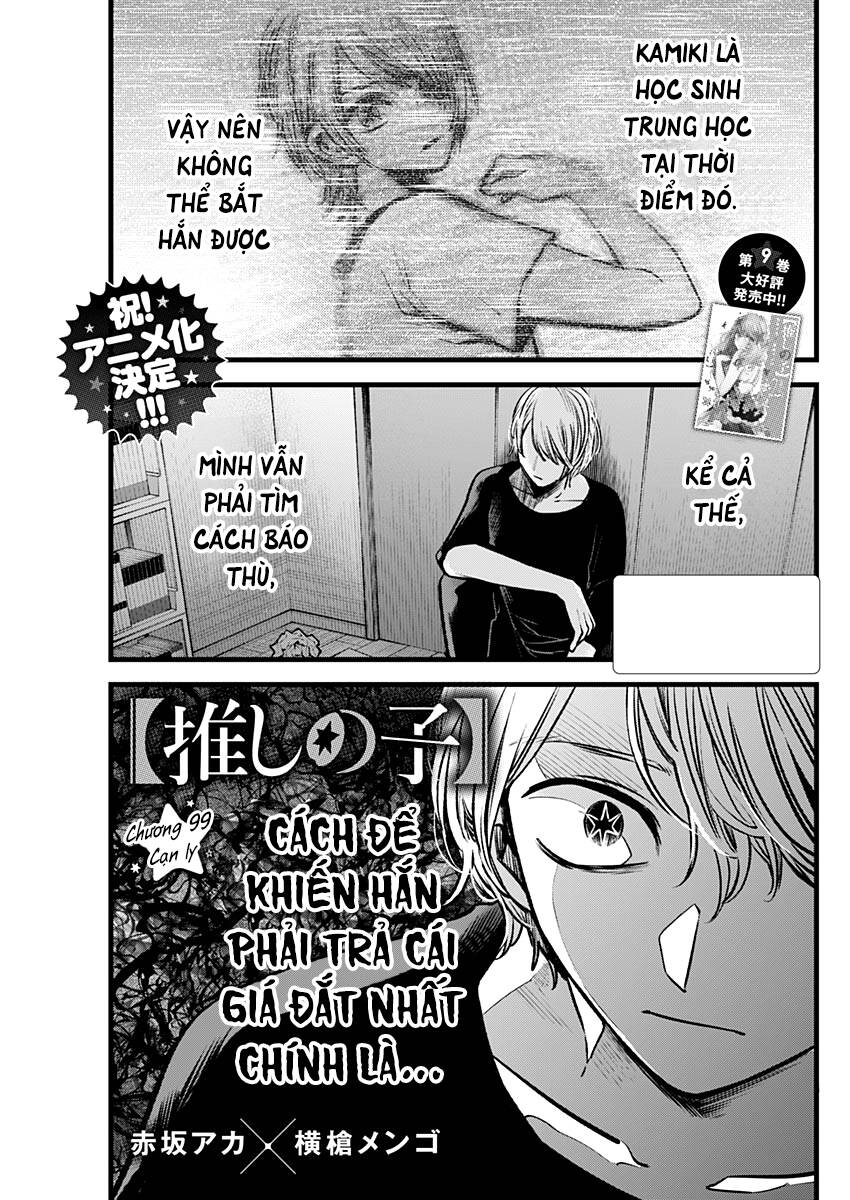 KAMIKI LÀ
HỌC SINH
TRUNG HỌC
TẠI THỜI
ĐIỂM ĐÓ.
VẬY NÊN
KHÔNG
THỂ BẮT
HẮN ĐƯỢC
第9巻
大好評
発売中!!
祝!
アニメ化
決定
!!!
KỂ CẢ
THẾ,
MÌNH VẪN
PHẢI TÌM
CÁCH BÁO
THÙ,
【推しの子】
Chương 99
Cạn lý
CÁCH ĐỂ
KHIẾN HẮN
PHẢI TRẢ CÁI
GIÁ ĐẮT NHẤT
CHÍNH LÀ...
赤坂アカ×横槍メンゴ